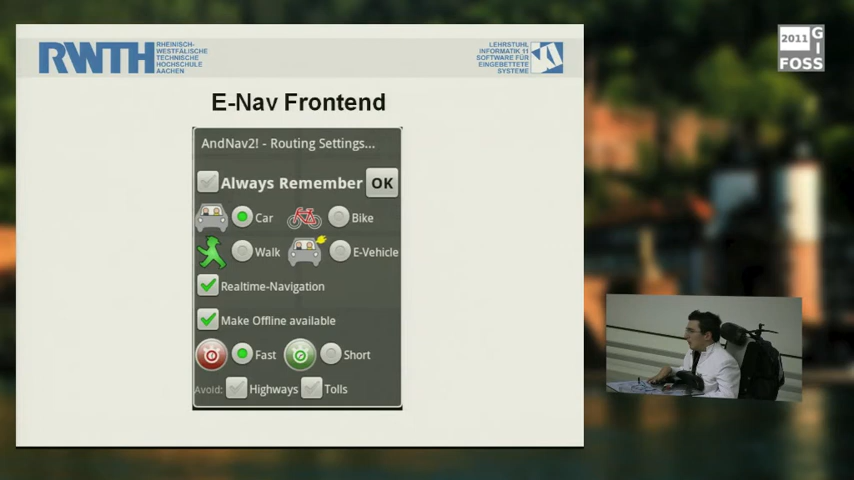 RWTH
RHEINISCH-
WESTFÄLISCHE
TECHNISCHE
HOCHSCHULE
AACHEN
LEHRSTUHL
INFORMATIK 11
SOFTWARE FÜR
EINGEBETTETE
SYSTEME
2011
G
I
FOSS
E-Nav Frontend
AndNav2! - Routing Settings...
Always Remember OK
Car Bike
Walk E-Vehicle
Realtime-Navigation
Make Offline available
Fast Short
Avoid: Highways Tolls